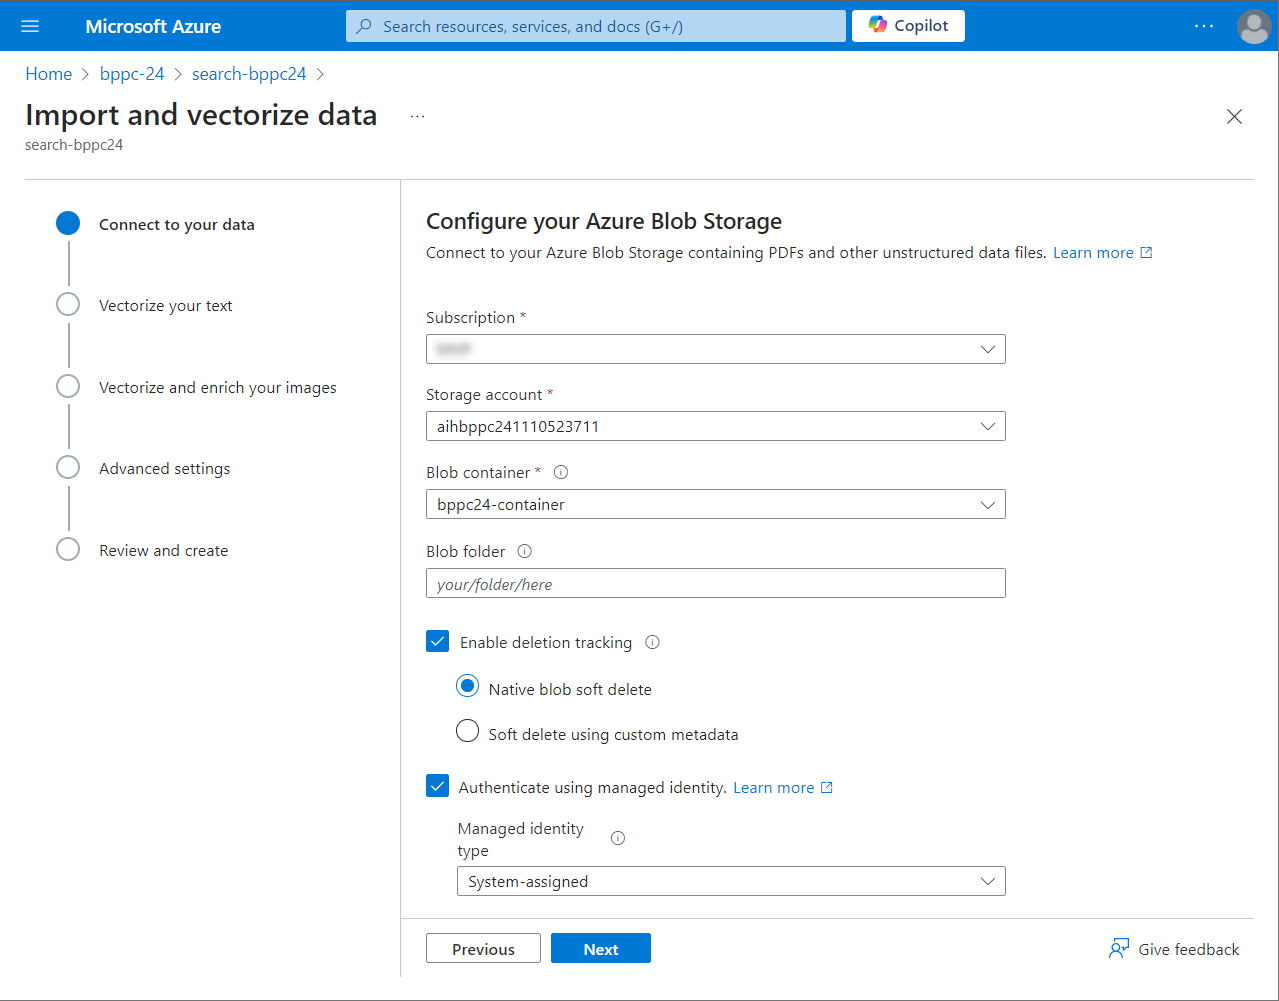 Microsoft Azure
Search resources, services, and docs (G+/)
Copilot
Home > bppc-24 > search-bppc24 >
Import and vectorize data ...
search-bppc24
Connect to your data
Vectorize your text
Vectorize and enrich your images
Advanced settings
Review and create
Configure your Azure Blob Storage
Connect to your Azure Blob Storage containing PDFs and other unstructured data files. Learn more
Subscription *
Storage account *
aihbppc241110523711
Blob container *
bppc24-container
Blob folder
your/folder/here
Enable deletion tracking
Native blob soft delete
Soft delete using custom metadata
Authenticate using managed identity. Learn more
Managed identity
type
System-assigned
Previous
Next
Give feedback